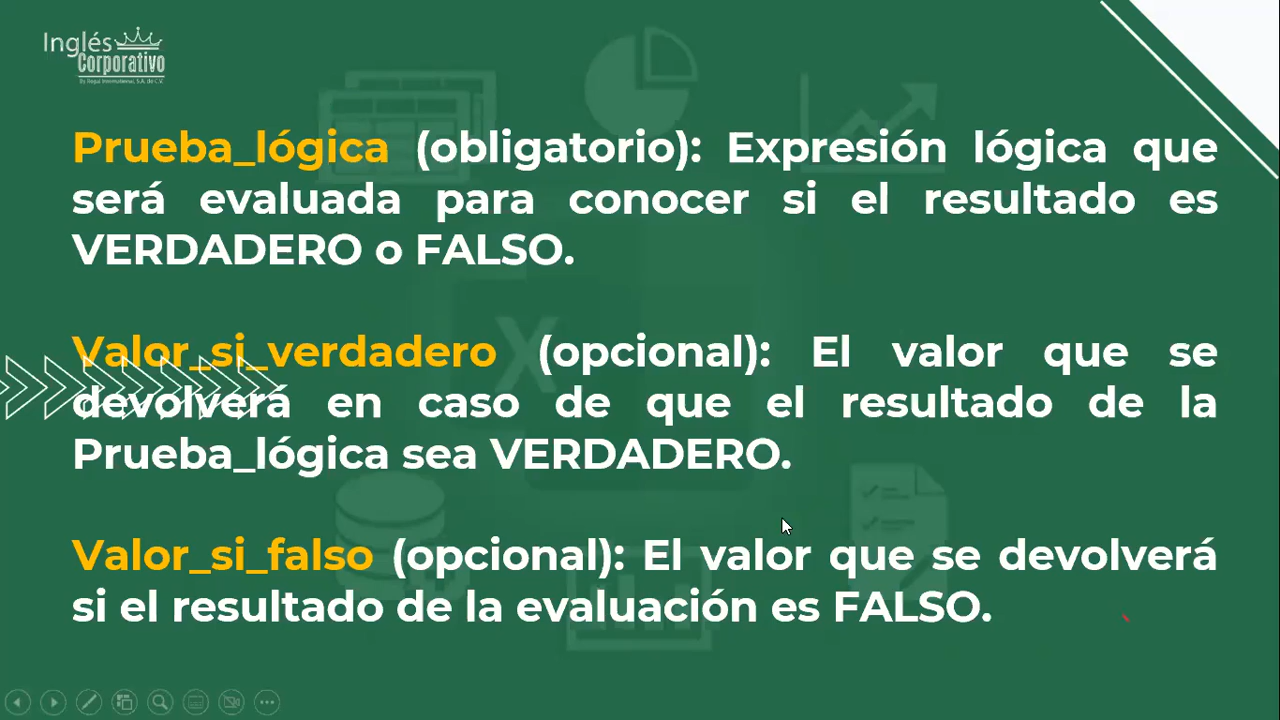 Inglés
Corporativo
Prueba_lógica (obligatorio): Expresión lógica que
será evaluada para conocer si el resultado es
VERDADERO o FALSO.
Valor_si_verdadero (opcional): El valor que se
devolverá en caso de que el resultado de la
Prueba_lógica sea VERDADERO.
Valor_si_falso (opcional): El valor que se devolverá
si el resultado de la evaluación es FALSO.